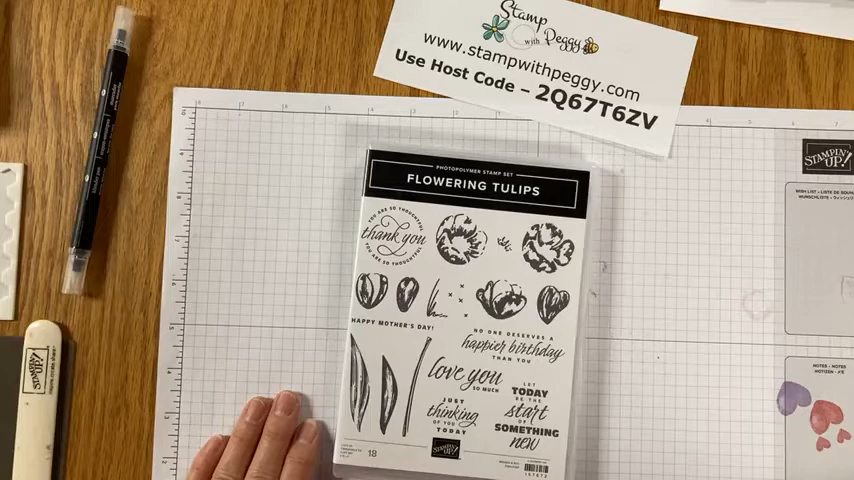 Stamp
with Peggy
www.stampwithpeggy.com
Use Host Code – 2Q67T6ZV
STAMPIN' UP!
PHOTOPOLYMER STAMP SET
FLOWERING TULIPS
YOU ARE SO THOUGHTFUL
thank you
YOU ARE SO THOUGHTFUL
HAPPY MOTHER'S DAY!
NO ONE DESERVES A
happier birthday
THAN YOU
love you
SO MUCH
JUST
thinking
OF YOU
TODAY
LET
TODAY
BE THE
start
OF
SOMETHING
new
STAMPIN' UP!
18
STAMPIN' UP!